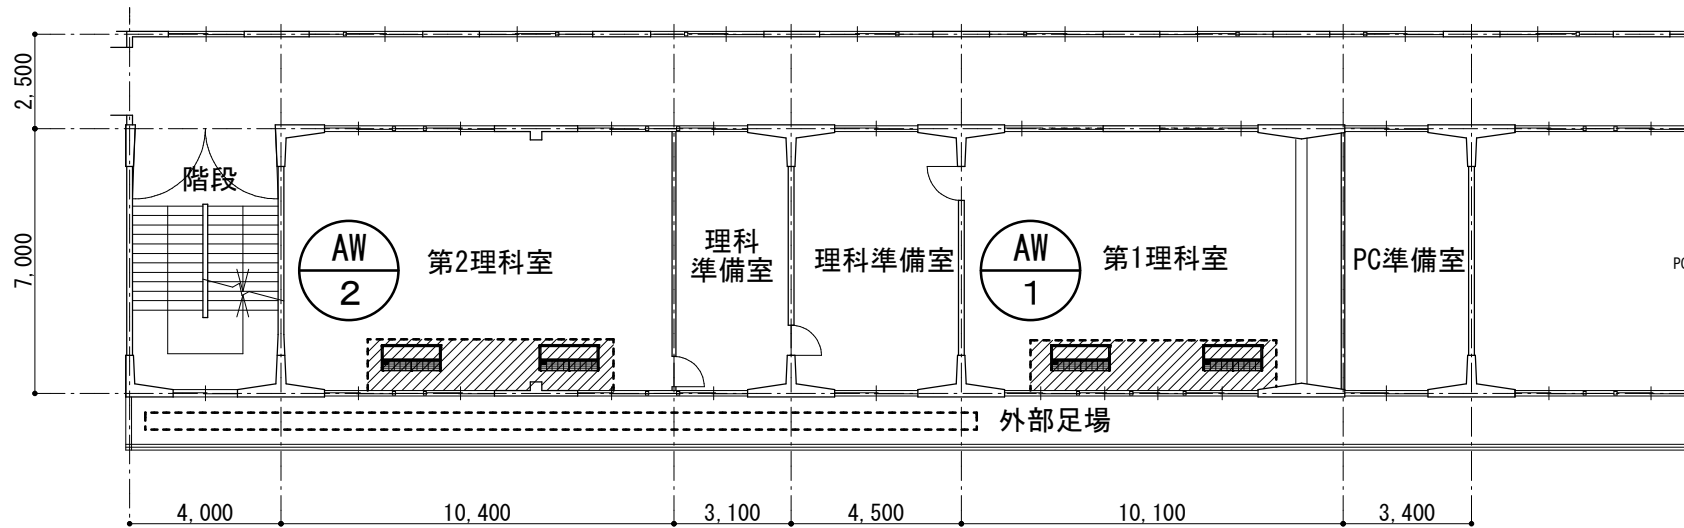 2,500
7,000
階段
AW
2
第2理科室
理科
準備室
理科準備室
AW
1
第1理科室
PC準備室
PC
外部足場
4,000
10,400
3,100
4,500
10,100
3,400